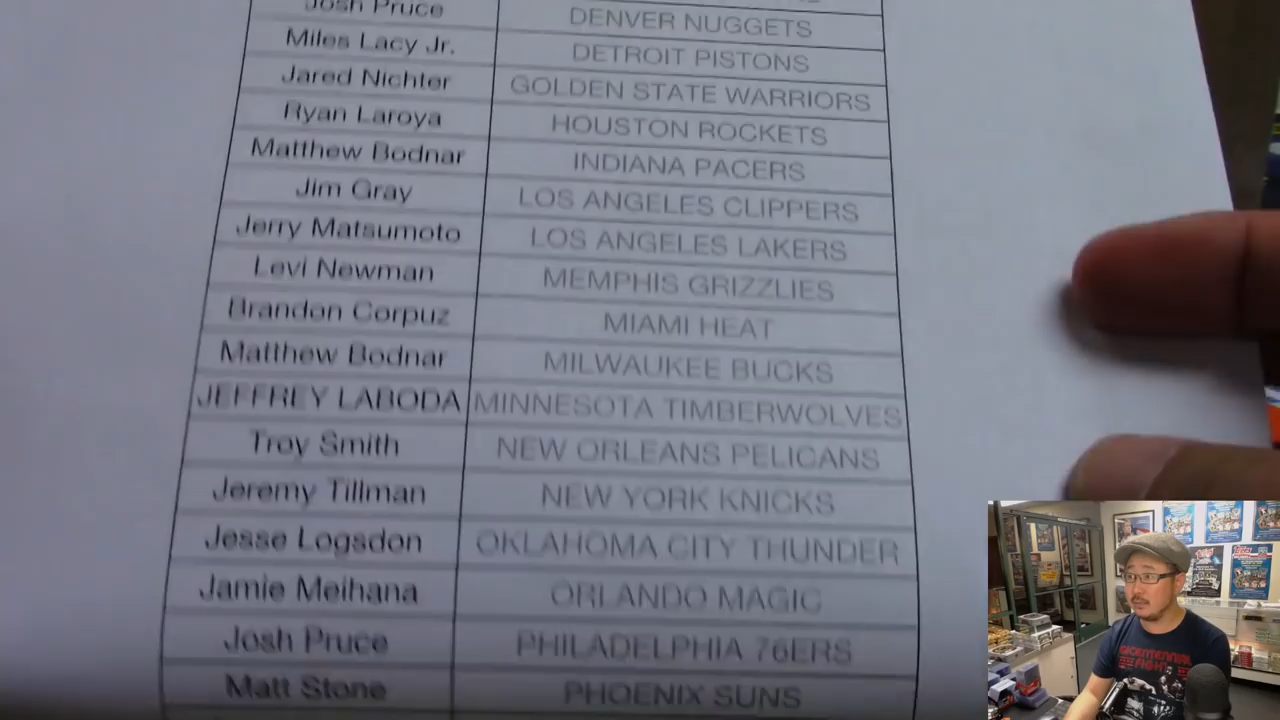 Josh Pruce DENVER NUGGETS
Miles Lacy Jr. DETROIT PISTONS
Jared Nichter GOLDEN STATE WARRIORS
Ryan Laroya HOUSTON ROCKETS
Matthew Bodnar INDIANA PACERS
Jim Gray LOS ANGELES CLIPPERS
Jerry Matsumoto LOS ANGELES LAKERS
Levi Newman MEMPHIS GRIZZLIES
Brandon Corpuz MIAMI HEAT
Matthew Bodnar MILWAUKEE BUCKS
JEFFREY LABODA MINNESOTA TIMBERWOLVES
Troy Smith NEW ORLEANS PELICANS
Jeremy Tillman NEW YORK KNICKS
Jesse Logsdon OKLAHOMA CITY THUNDER
Jamie Meihana ORLANDO MAGIC
Josh Pruce PHILADELPHIA 76ERS
Matt Stone PHOENIX SUNS
BICENTENNIAL
FIGHT